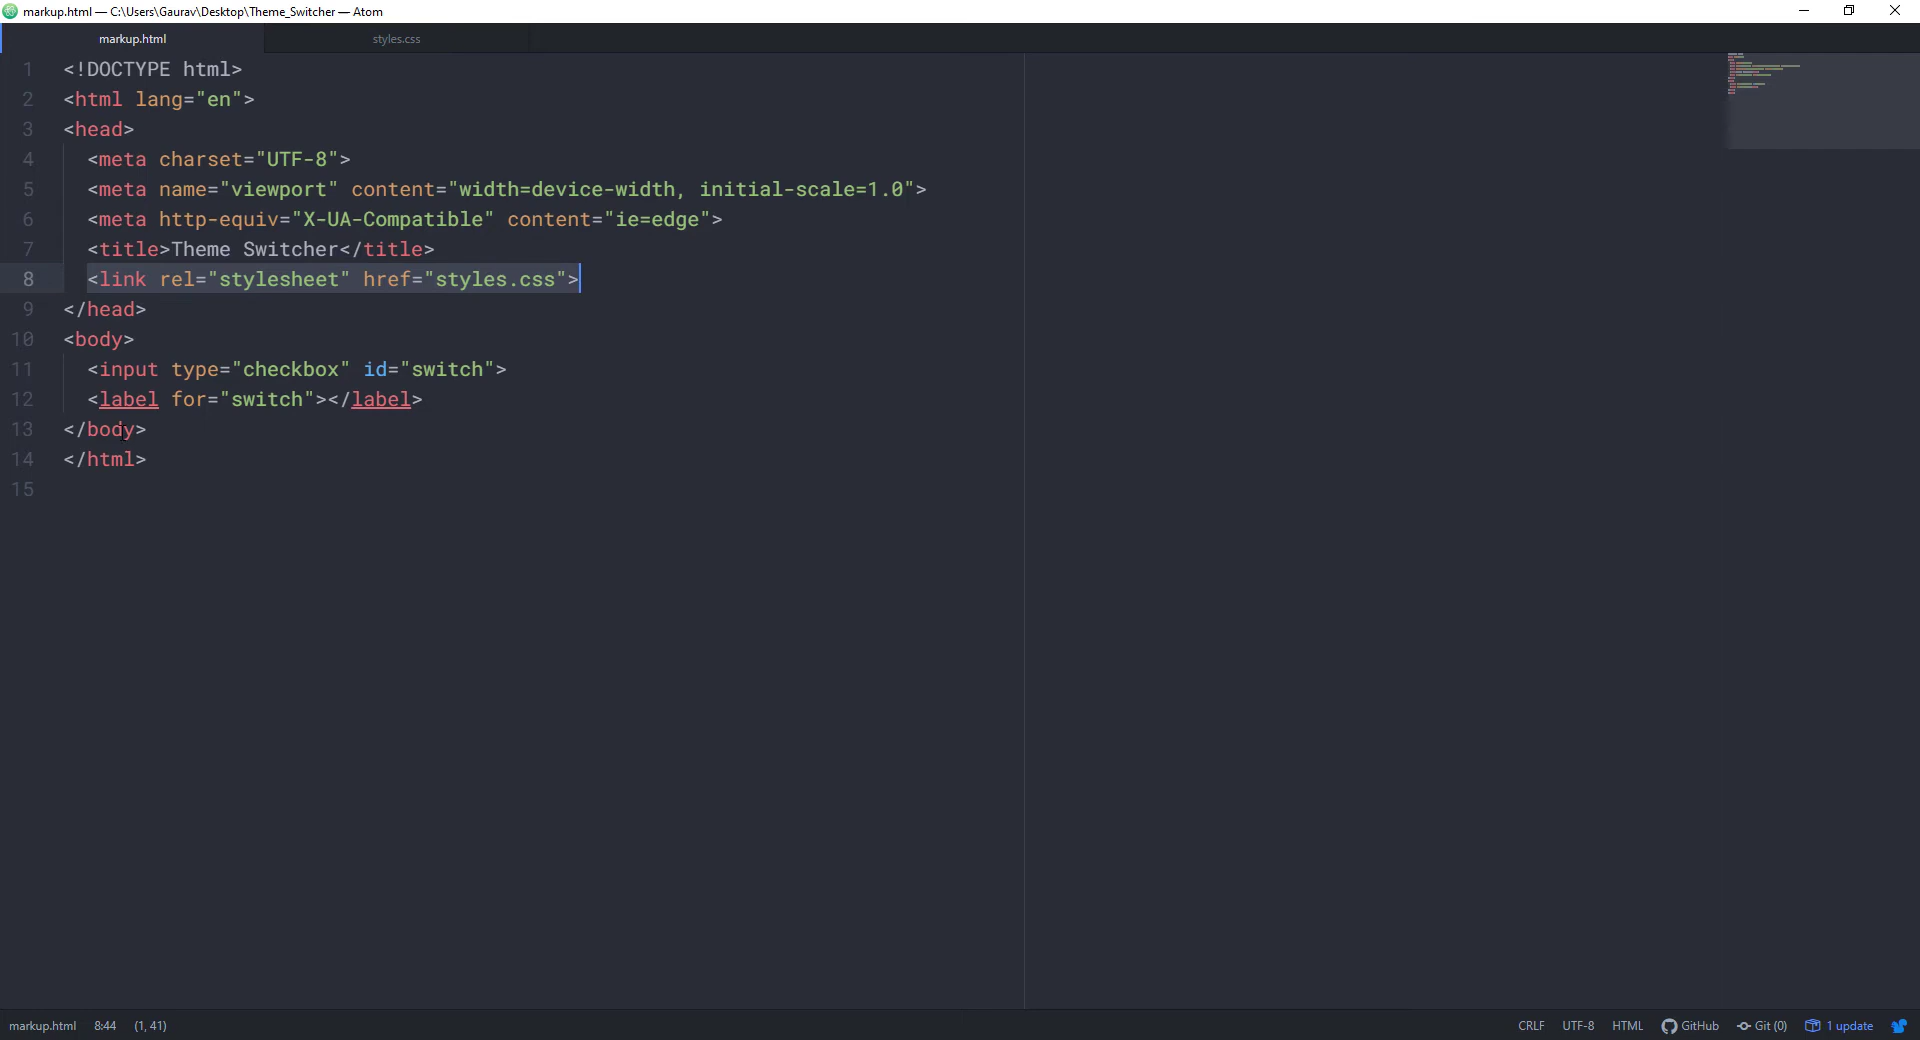 markup.html — C:\Users\Gaurav\Desktop\Theme_Switcher — Atom
markup.html styles.css
1 <!DOCTYPE html>
2 <html lang="en">
3 <head>
4 <meta charset="UTF-8">
5 <meta name="viewport" content="width=device-width, initial-scale=1.0">
6 <meta http-equiv="X-UA-Compatible" content="ie=edge">
7 <title>Theme Switcher</title>
8 <link rel="stylesheet" href="styles.css">
9 </head>
10 <body>
11 <input type="checkbox" id="switch">
12 <label for="switch"></label>
13 </body>
14 </html>
15
markup.html 8:44 (1, 41) CRLF UTF-8 HTML GitHub Git (0) 1 update